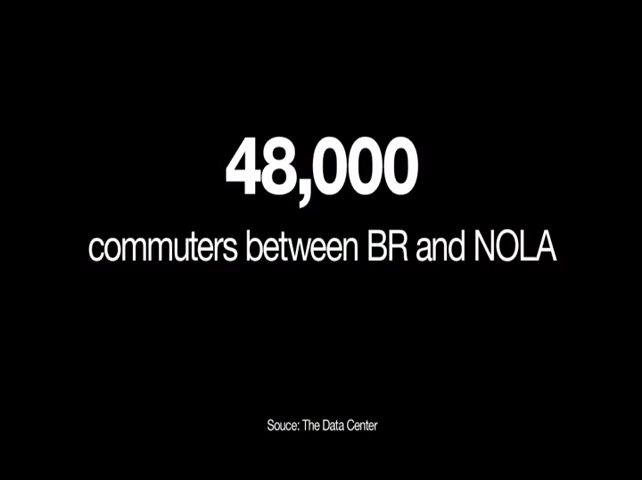 48,000
commuters between BR and NOLA
Souce: The Data Center